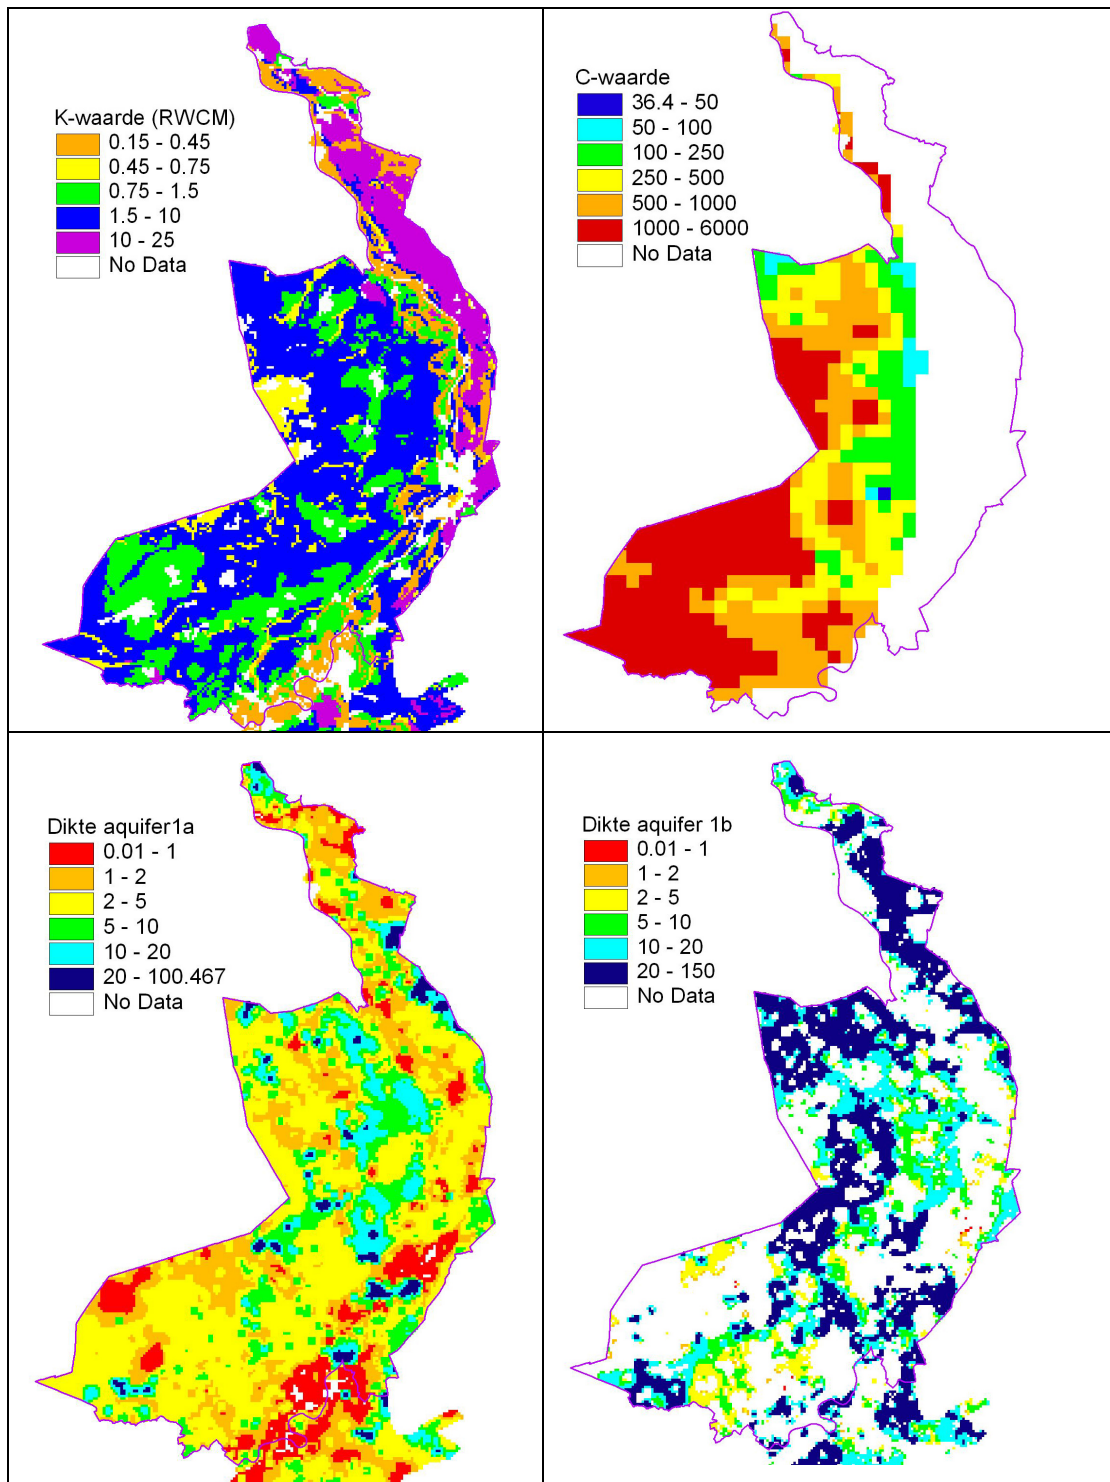 K-waarde (RWCM)
0.15 - 0.45
0.45 - 0.75
0.75 - 1.5
1.5 - 10
10 - 25
No Data
C-waarde
36.4 - 50
50 - 100
100 - 250
250 - 500
500 - 1000
1000 - 6000
No Data
Dikte aquifer1a
0.01 - 1
1 - 2
2 - 5
5 - 10
10 - 20
20 - 100.467
No Data
Dikte aquifer 1b
0.01 - 1
1 - 2
2 - 5
5 - 10
10 - 20
20 - 150
No Data